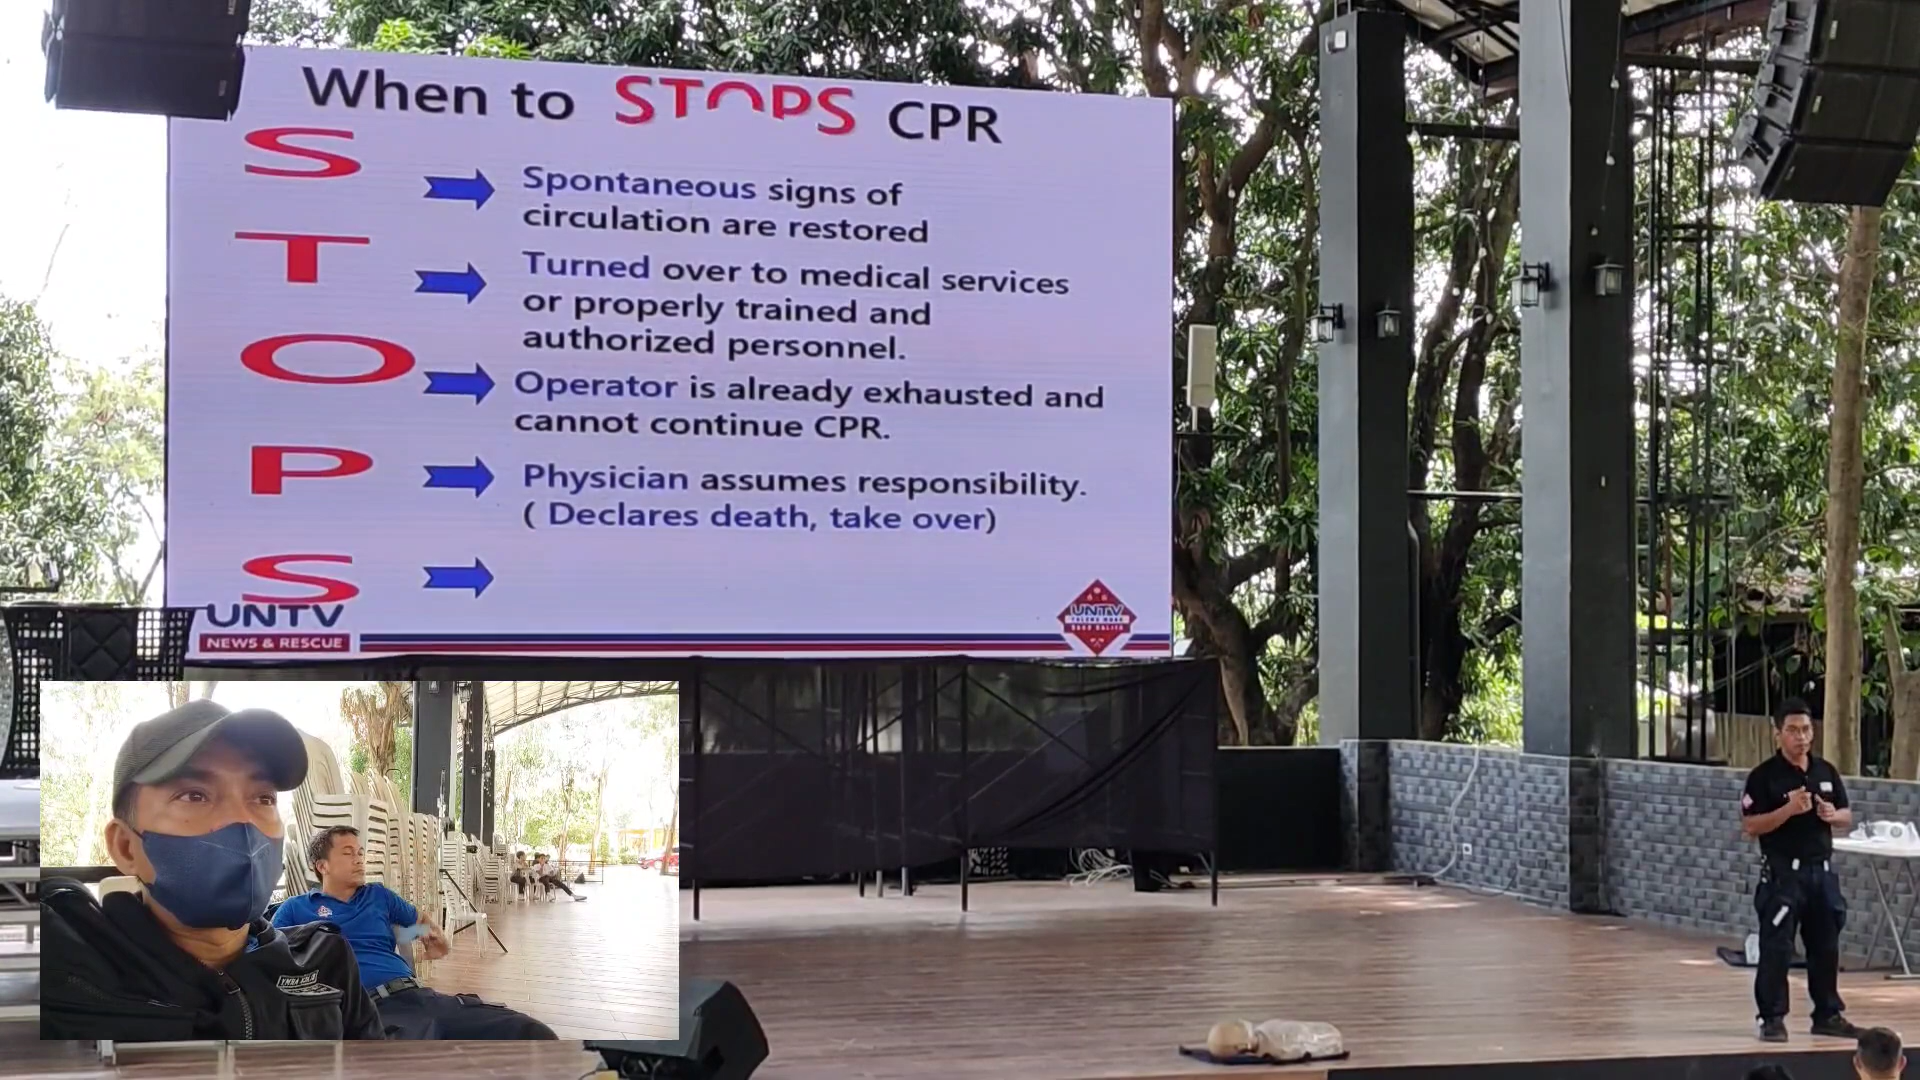 When to STOPS CPR
S
Spontaneous signs of
circulation are restored
T
Turned over to medical services
or properly trained and
authorized personnel.
O
Operator is already exhausted and
cannot continue CPR.
P
Physician assumes responsibility.
( Declares death, take over)
S
UNTV
NEWS & RESCUE
UNTV